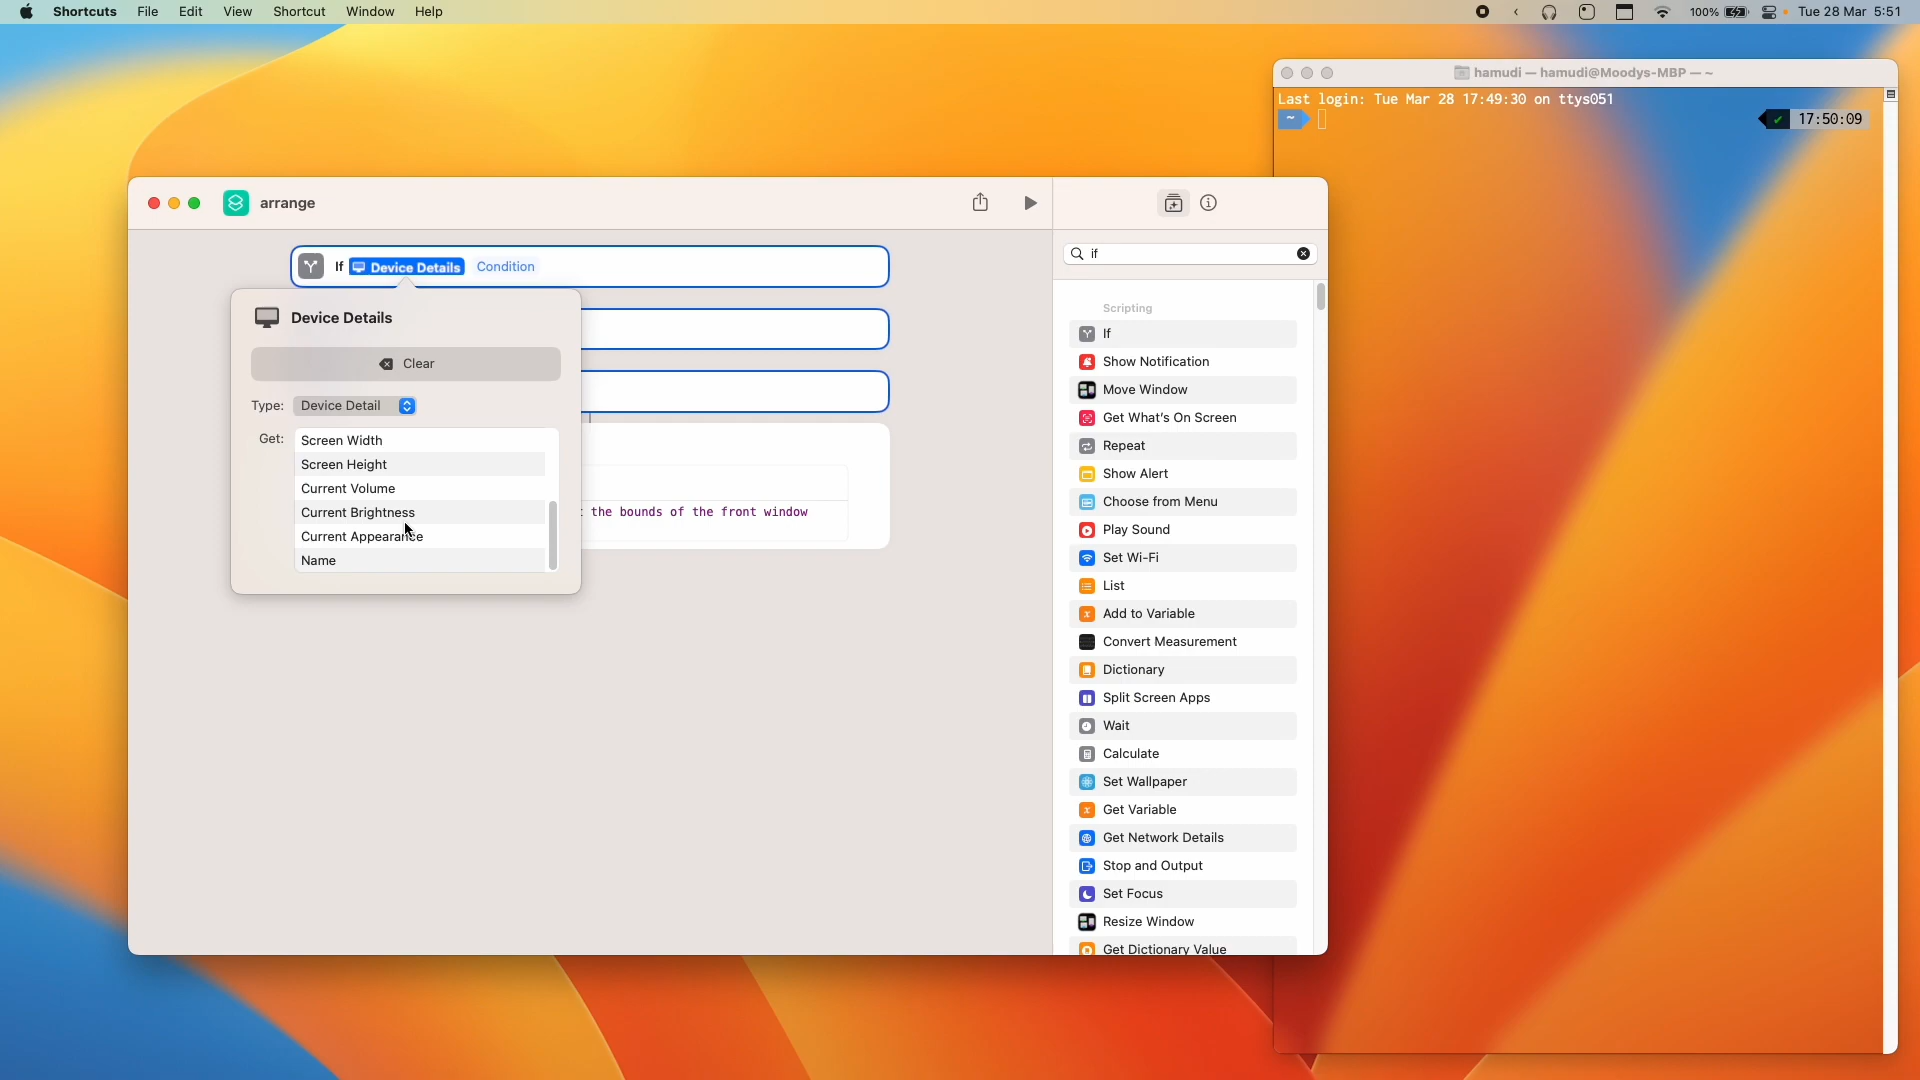 Shortcuts File Edit View Shortcut Window Help
100% Tue 28 Mar 5:51
hamudi — hamudi@Moodys-MBP — ~
Last login: Tue Mar 28 17:49:30 on ttys051
~ ✔ 17:50:09
arrange
If Device Details Condition
Device Details
Clear
Type: Device Detail
Get: Screen Width
Screen Height
Current Volume
Current Brightness
Current Appearance
Name
the bounds of the front window
if
Scripting
If
Show Notification
Move Window
Get What's On Screen
Repeat
Show Alert
Choose from Menu
Play Sound
Set Wi-Fi
List
Add to Variable
Convert Measurement
Dictionary
Split Screen Apps
Wait
Calculate
Set Wallpaper
Get Variable
Get Network Details
Stop and Output
Set Focus
Resize Window
Get Dictionary Value